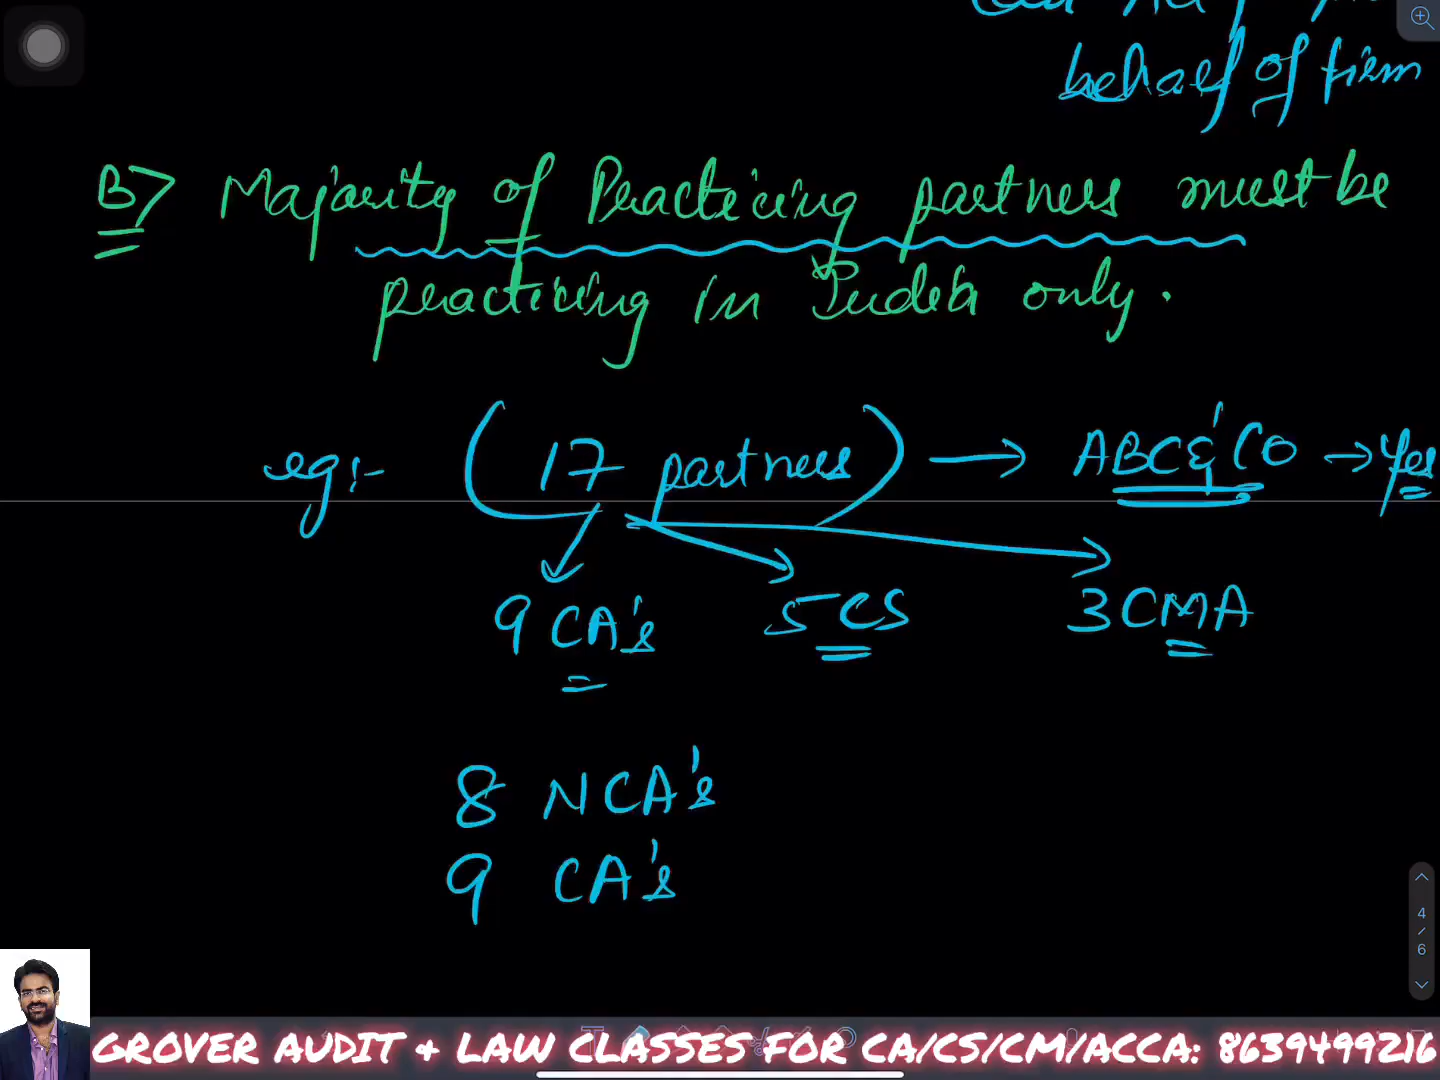 behalf of firm
B> Majority of Practicing partners must be
practicing in India only.
eg:- (17 partners) → ABC & CO → Yes
9 CA's 5 CS 3 CMA
8 NCA's
9 CA's
4
/
6
GROVER AUDIT & LAW CLASSES FOR CA/CS/CM/ACCA: 8639499216